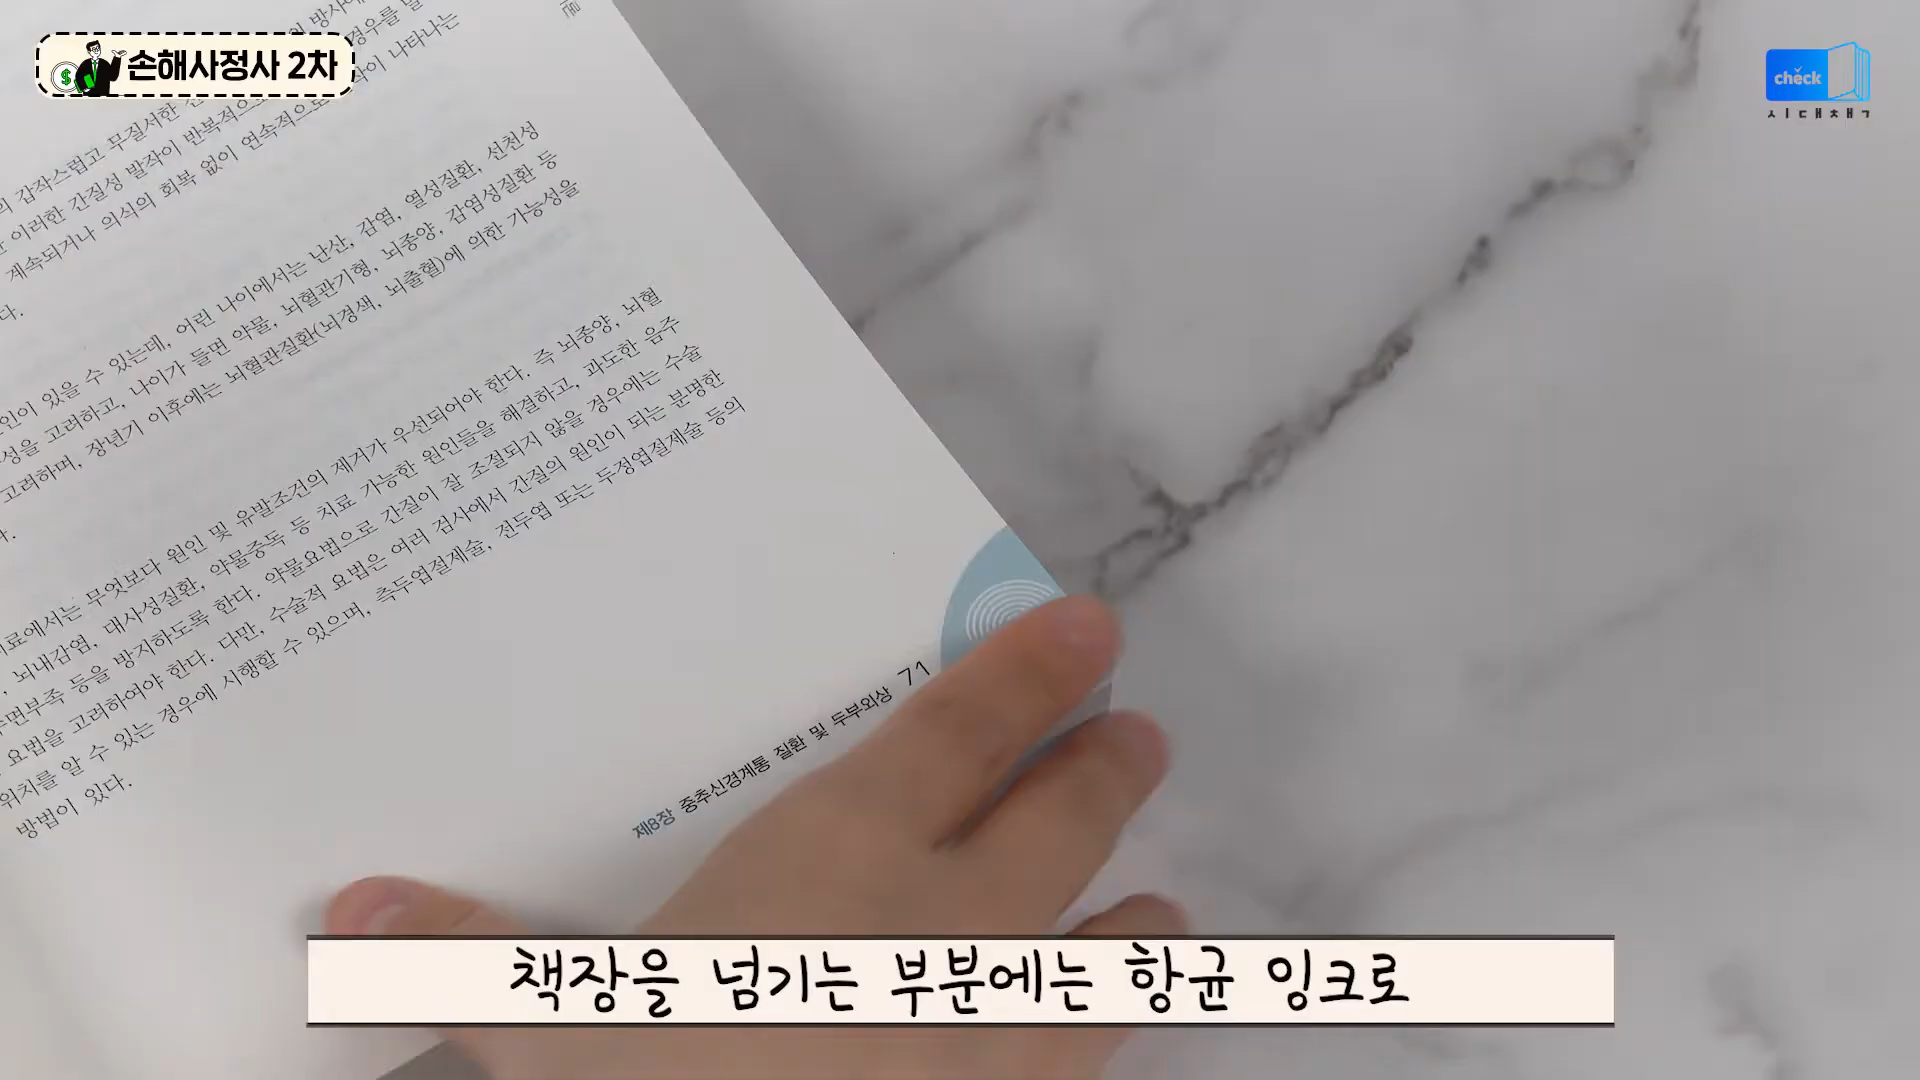 손해사정사 2차
check
시대책ㄱ
방사에
경우를
갑작스럽고 무질서한
이러한 간질성 발작이 반복적으로
계속되거나 의식의 회복 없이 연속적으로 나타나는
다.
인이 있을 수 있는데, 어린 나이에서는 난산, 감염, 열성질환, 선천성
성을 고려하고, 나이가 들면 약물, 뇌혈관기형, 뇌종양, 감염성질환 등
고려하며, 장년기 이후에는 뇌혈관질환(뇌경색, 뇌출혈)에 의한 가능성을
다.
료에서는 무엇보다 원인 및 유발조건의 제거가 우선되어야 한다. 즉 뇌종양, 뇌혈
, 뇌내감염, 대사성질환, 약물중독 등 치료 가능한 원인들을 해결하고, 과도한 음주
수면부족 등을 방지하도록 한다. 약물요법으로 간질이 잘 조절되지 않을 경우에는 수술
요법을 고려하여야 한다. 다만, 수술적 요법은 여러 검사에서 간질의 원인이 되는 분명한
위치를 알 수 있는 경우에 시행할 수 있으며, 측두엽절제술, 전두엽 또는 두정엽절제술 등의
방법이 있다.
제8장 중추신경계통 질환 및 두부외상 71
책장을 넘기는 부분에는 항균 잉크로